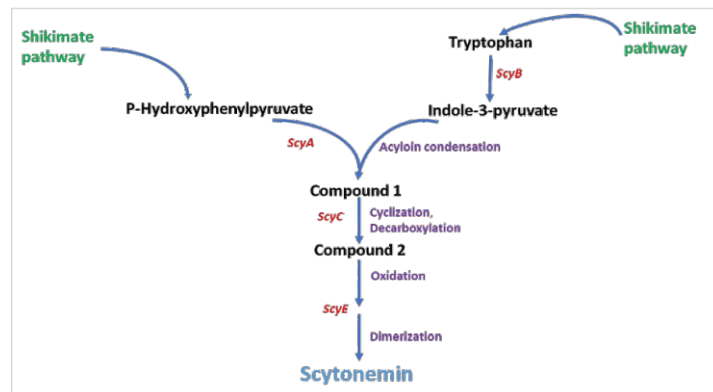 Shikimate
pathway
Shikimate
pathway
Tryptophan
ScyB
P-Hydroxyphenylpyruvate
Indole-3-pyruvate
ScyA
Acyloin condensation
Compound 1
ScyC
Cyclization,
Decarboxylation
Compound 2
Oxidation
ScyE
Dimerization
Scytonemin